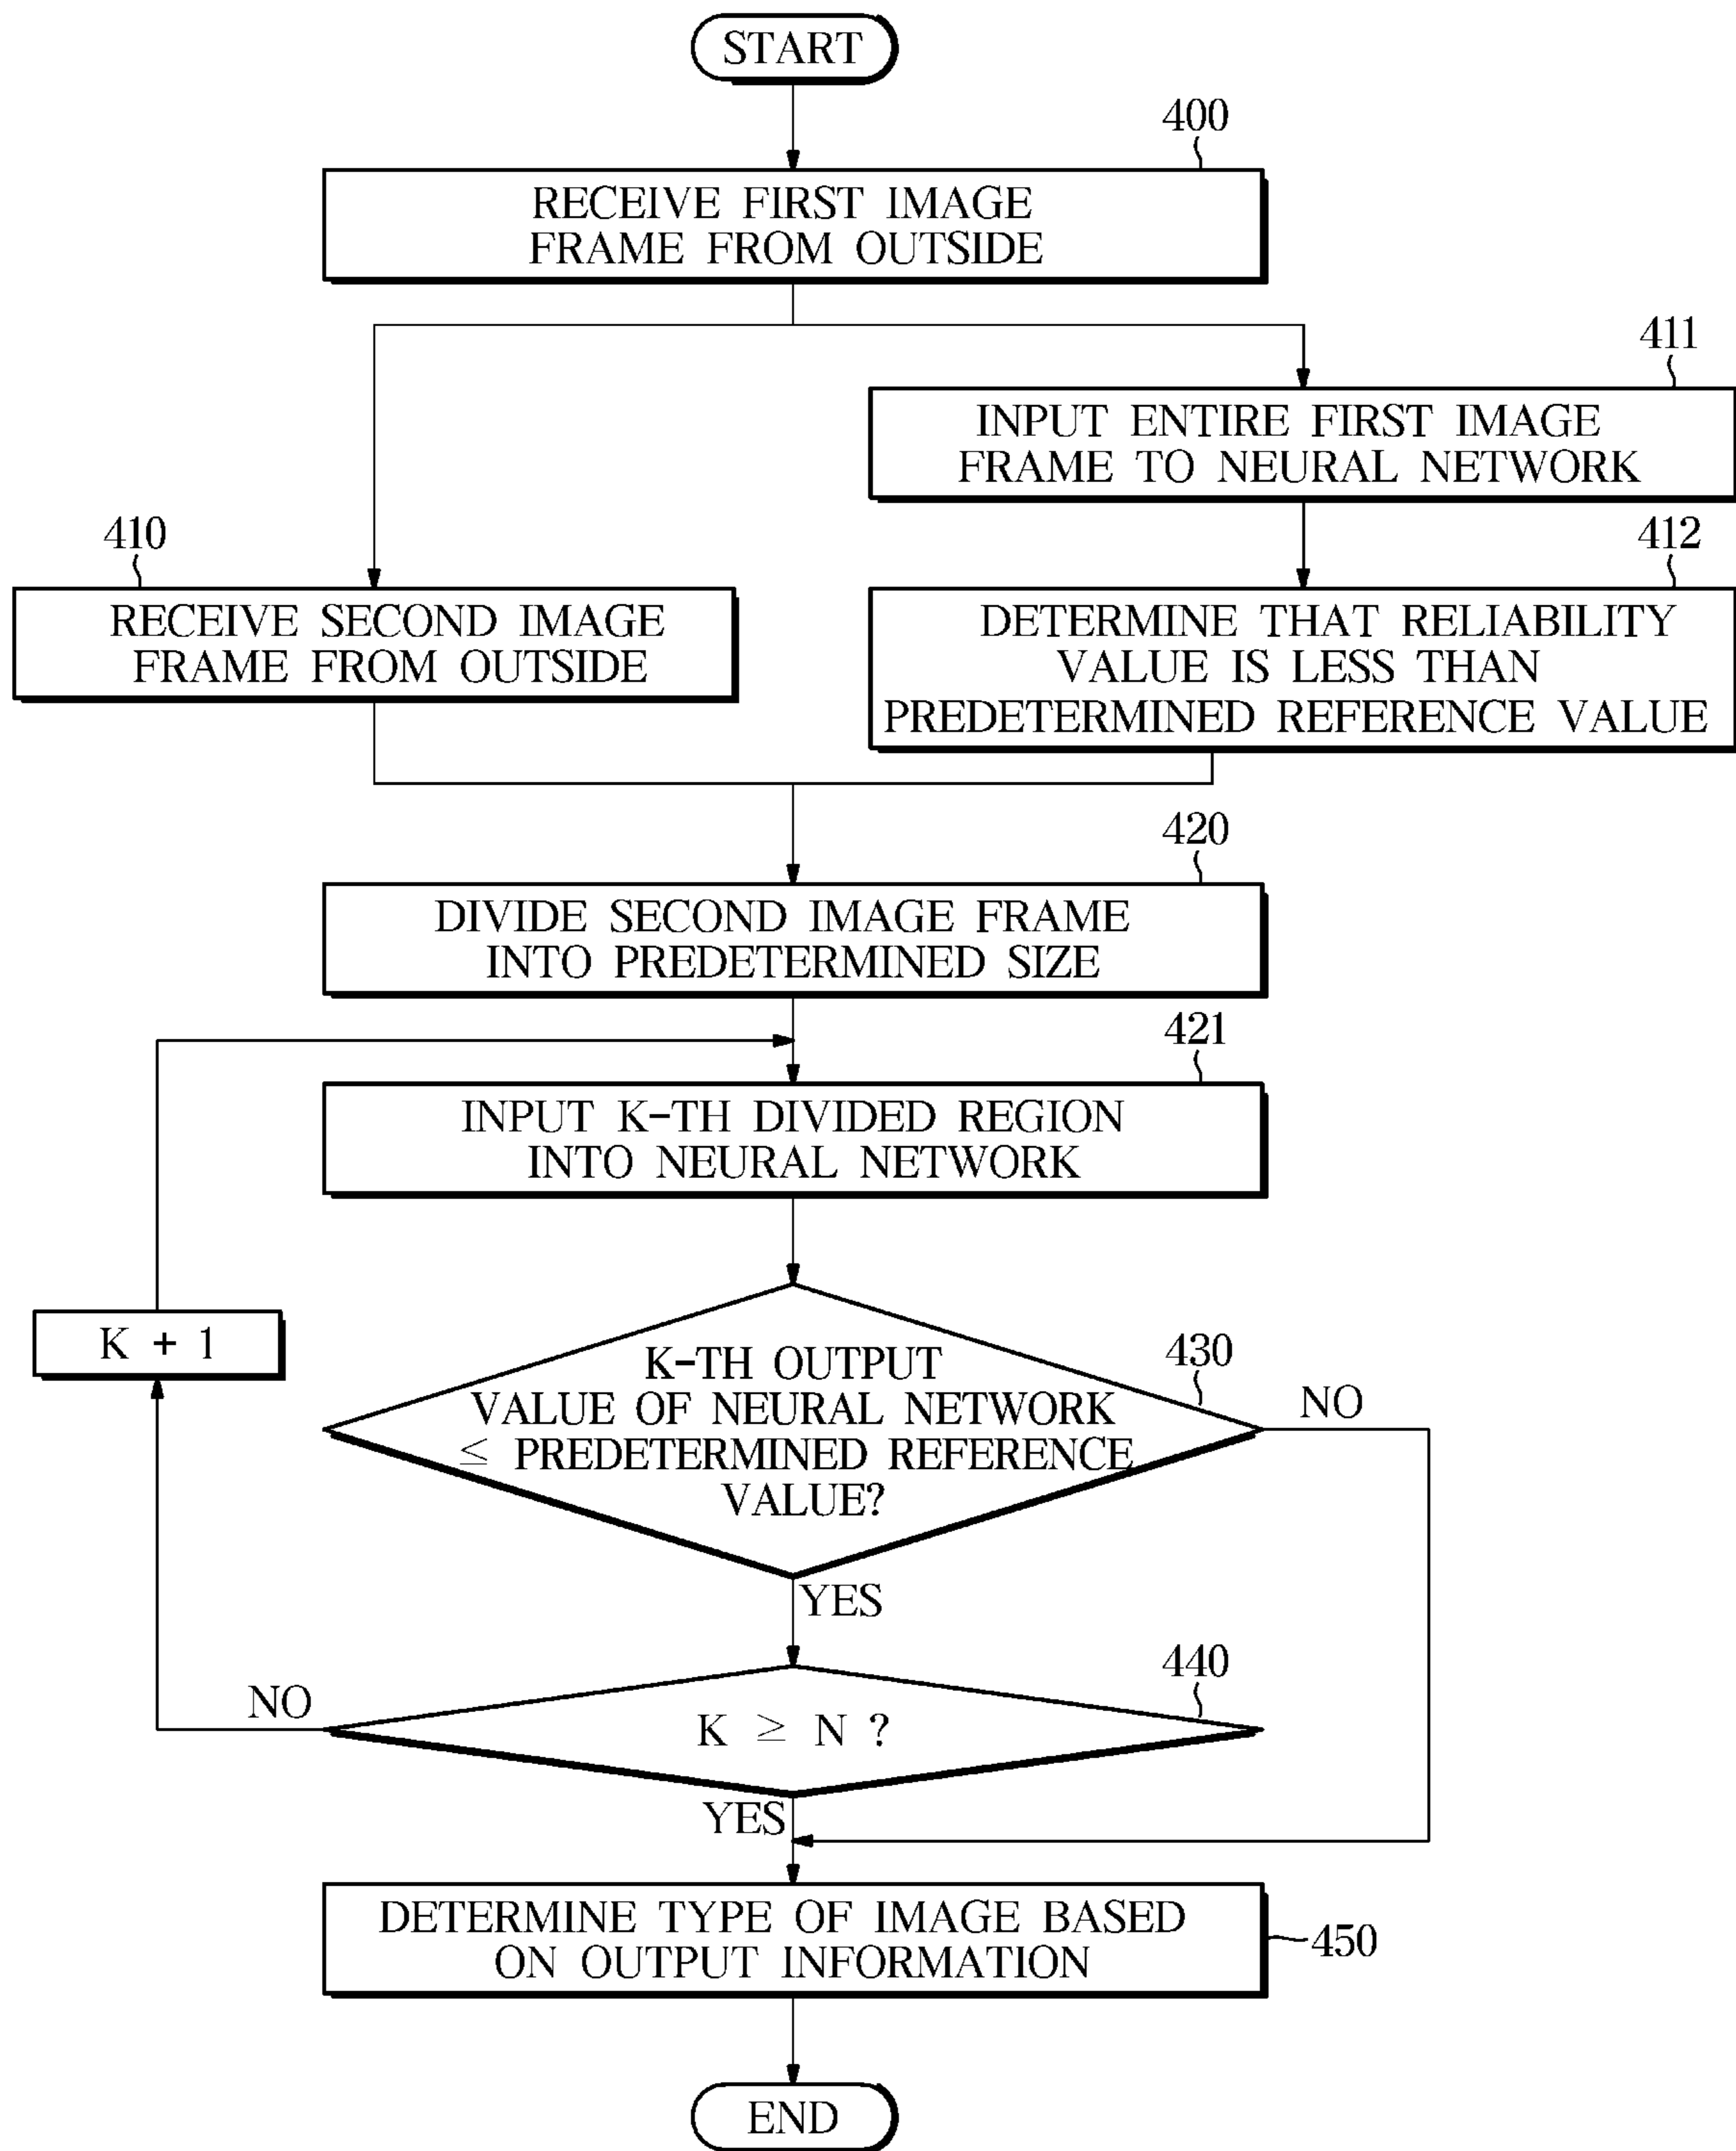 START
400
RECEIVE FIRST IMAGE
FRAME FROM OUTSIDE
411
INPUT ENTIRE FIRST IMAGE
FRAME TO NEURAL NETWORK
410
RECEIVE SECOND IMAGE
FRAME FROM OUTSIDE
412
DETERMINE THAT RELIABILITY
VALUE IS LESS THAN
PREDETERMINED REFERENCE VALUE
420
DIVIDE SECOND IMAGE FRAME
INTO PREDETERMINED SIZE
421
INPUT K-TH DIVIDED REGION
INTO NEURAL NETWORK
K + 1
430
K-TH OUTPUT
VALUE OF NEURAL NETWORK
≤ PREDETERMINED REFERENCE
VALUE?
NO
YES
440
NO
K ≥ N ?
YES
DETERMINE TYPE OF IMAGE BASED
ON OUTPUT INFORMATION
450
END